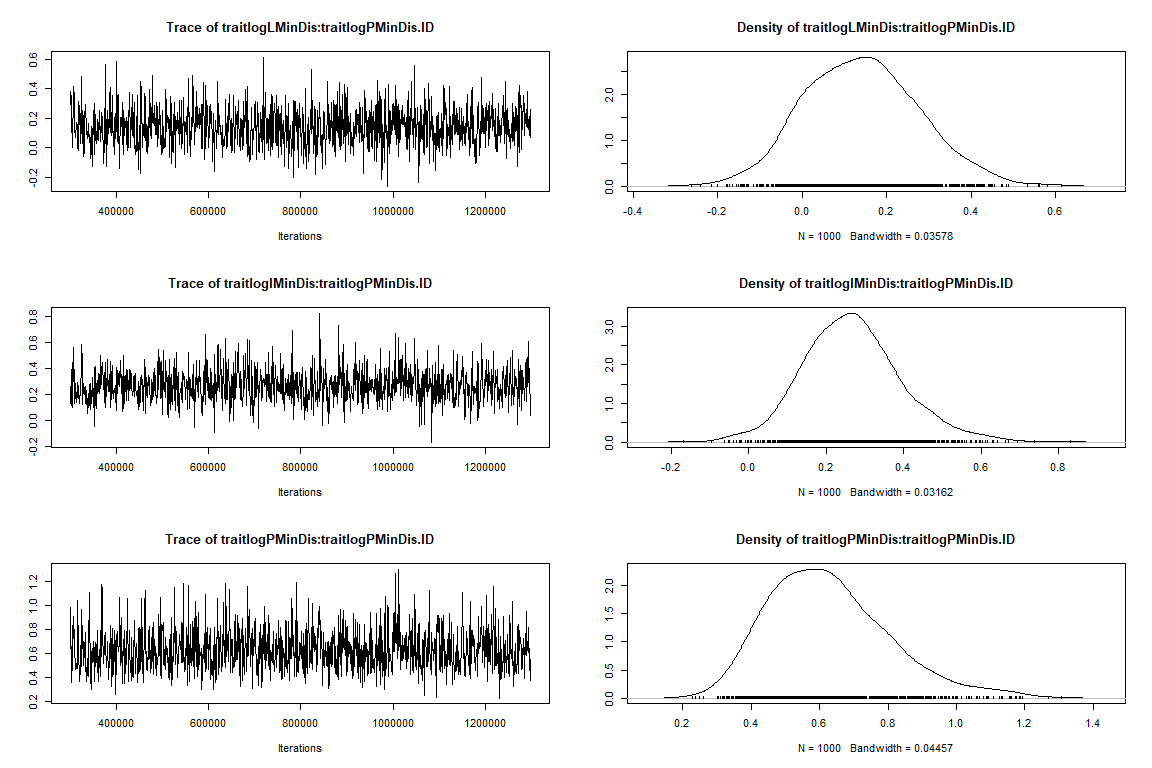 Trace of traitlogLMinDis:traitlogPMinDis.ID
0.6
0.4
0.2
0.0
-0.2
400000 600000 800000 1000000 1200000
Iterations
Density of traitlogLMinDis:traitlogPMinDis.ID
2.0
1.0
0.0
-0.4 -0.2 0.0 0.2 0.4 0.6
N = 1000 Bandwidth = 0.03578
Trace of traitlogIMinDis:traitlogPMinDis.ID
0.8
0.6
0.4
0.2
0.0
-0.2
400000 600000 800000 1000000 1200000
Iterations
Density of traitlogIMinDis:traitlogPMinDis.ID
3.0
2.0
1.0
0.0
-0.2 0.0 0.2 0.4 0.6 0.8
N = 1000 Bandwidth = 0.03162
Trace of traitlogPMinDis:traitlogPMinDis.ID
1.2
1.0
0.8
0.6
0.4
0.2
400000 600000 800000 1000000 1200000
Iterations
Density of traitlogPMinDis:traitlogPMinDis.ID
2.0
1.5
1.0
0.5
0.0
0.2 0.4 0.6 0.8 1.0 1.2 1.4
N = 1000 Bandwidth = 0.04457